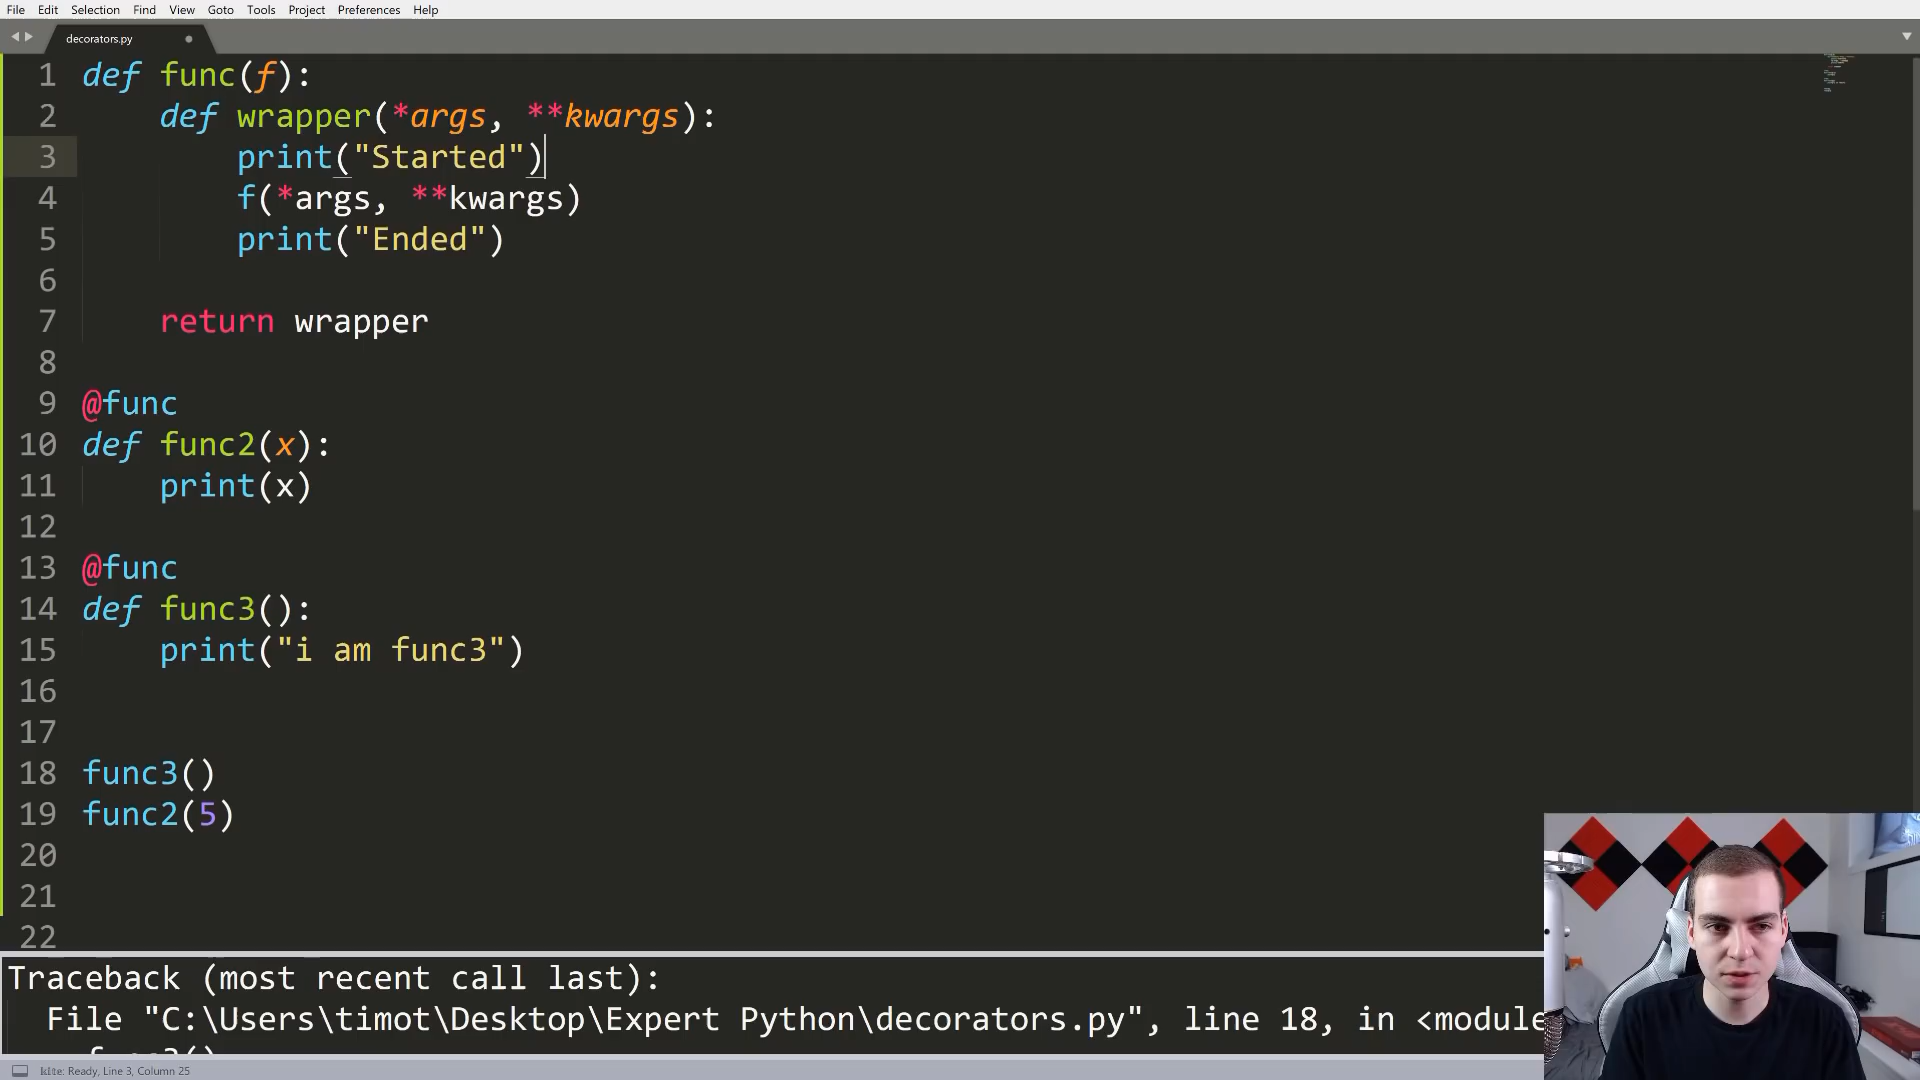 File Edit Selection Find View Goto Tools Project Preferences Help
decorators.py
1 def func(f):
2 def wrapper(*args, **kwargs):
3 print("Started")
4 f(*args, **kwargs)
5 print("Ended")
6
7 return wrapper
8
9 @func
10 def func2(x):
11 print(x)
12
13 @func
14 def func3():
15 print("i am func3")
16
17
18 func3()
19 func2(5)
20
21
22
Traceback (most recent call last):
File "C:\Users\timot\Desktop\Expert Python\decorators.py", line 18, in <module
func3()
Ready, Line 3, Column 25